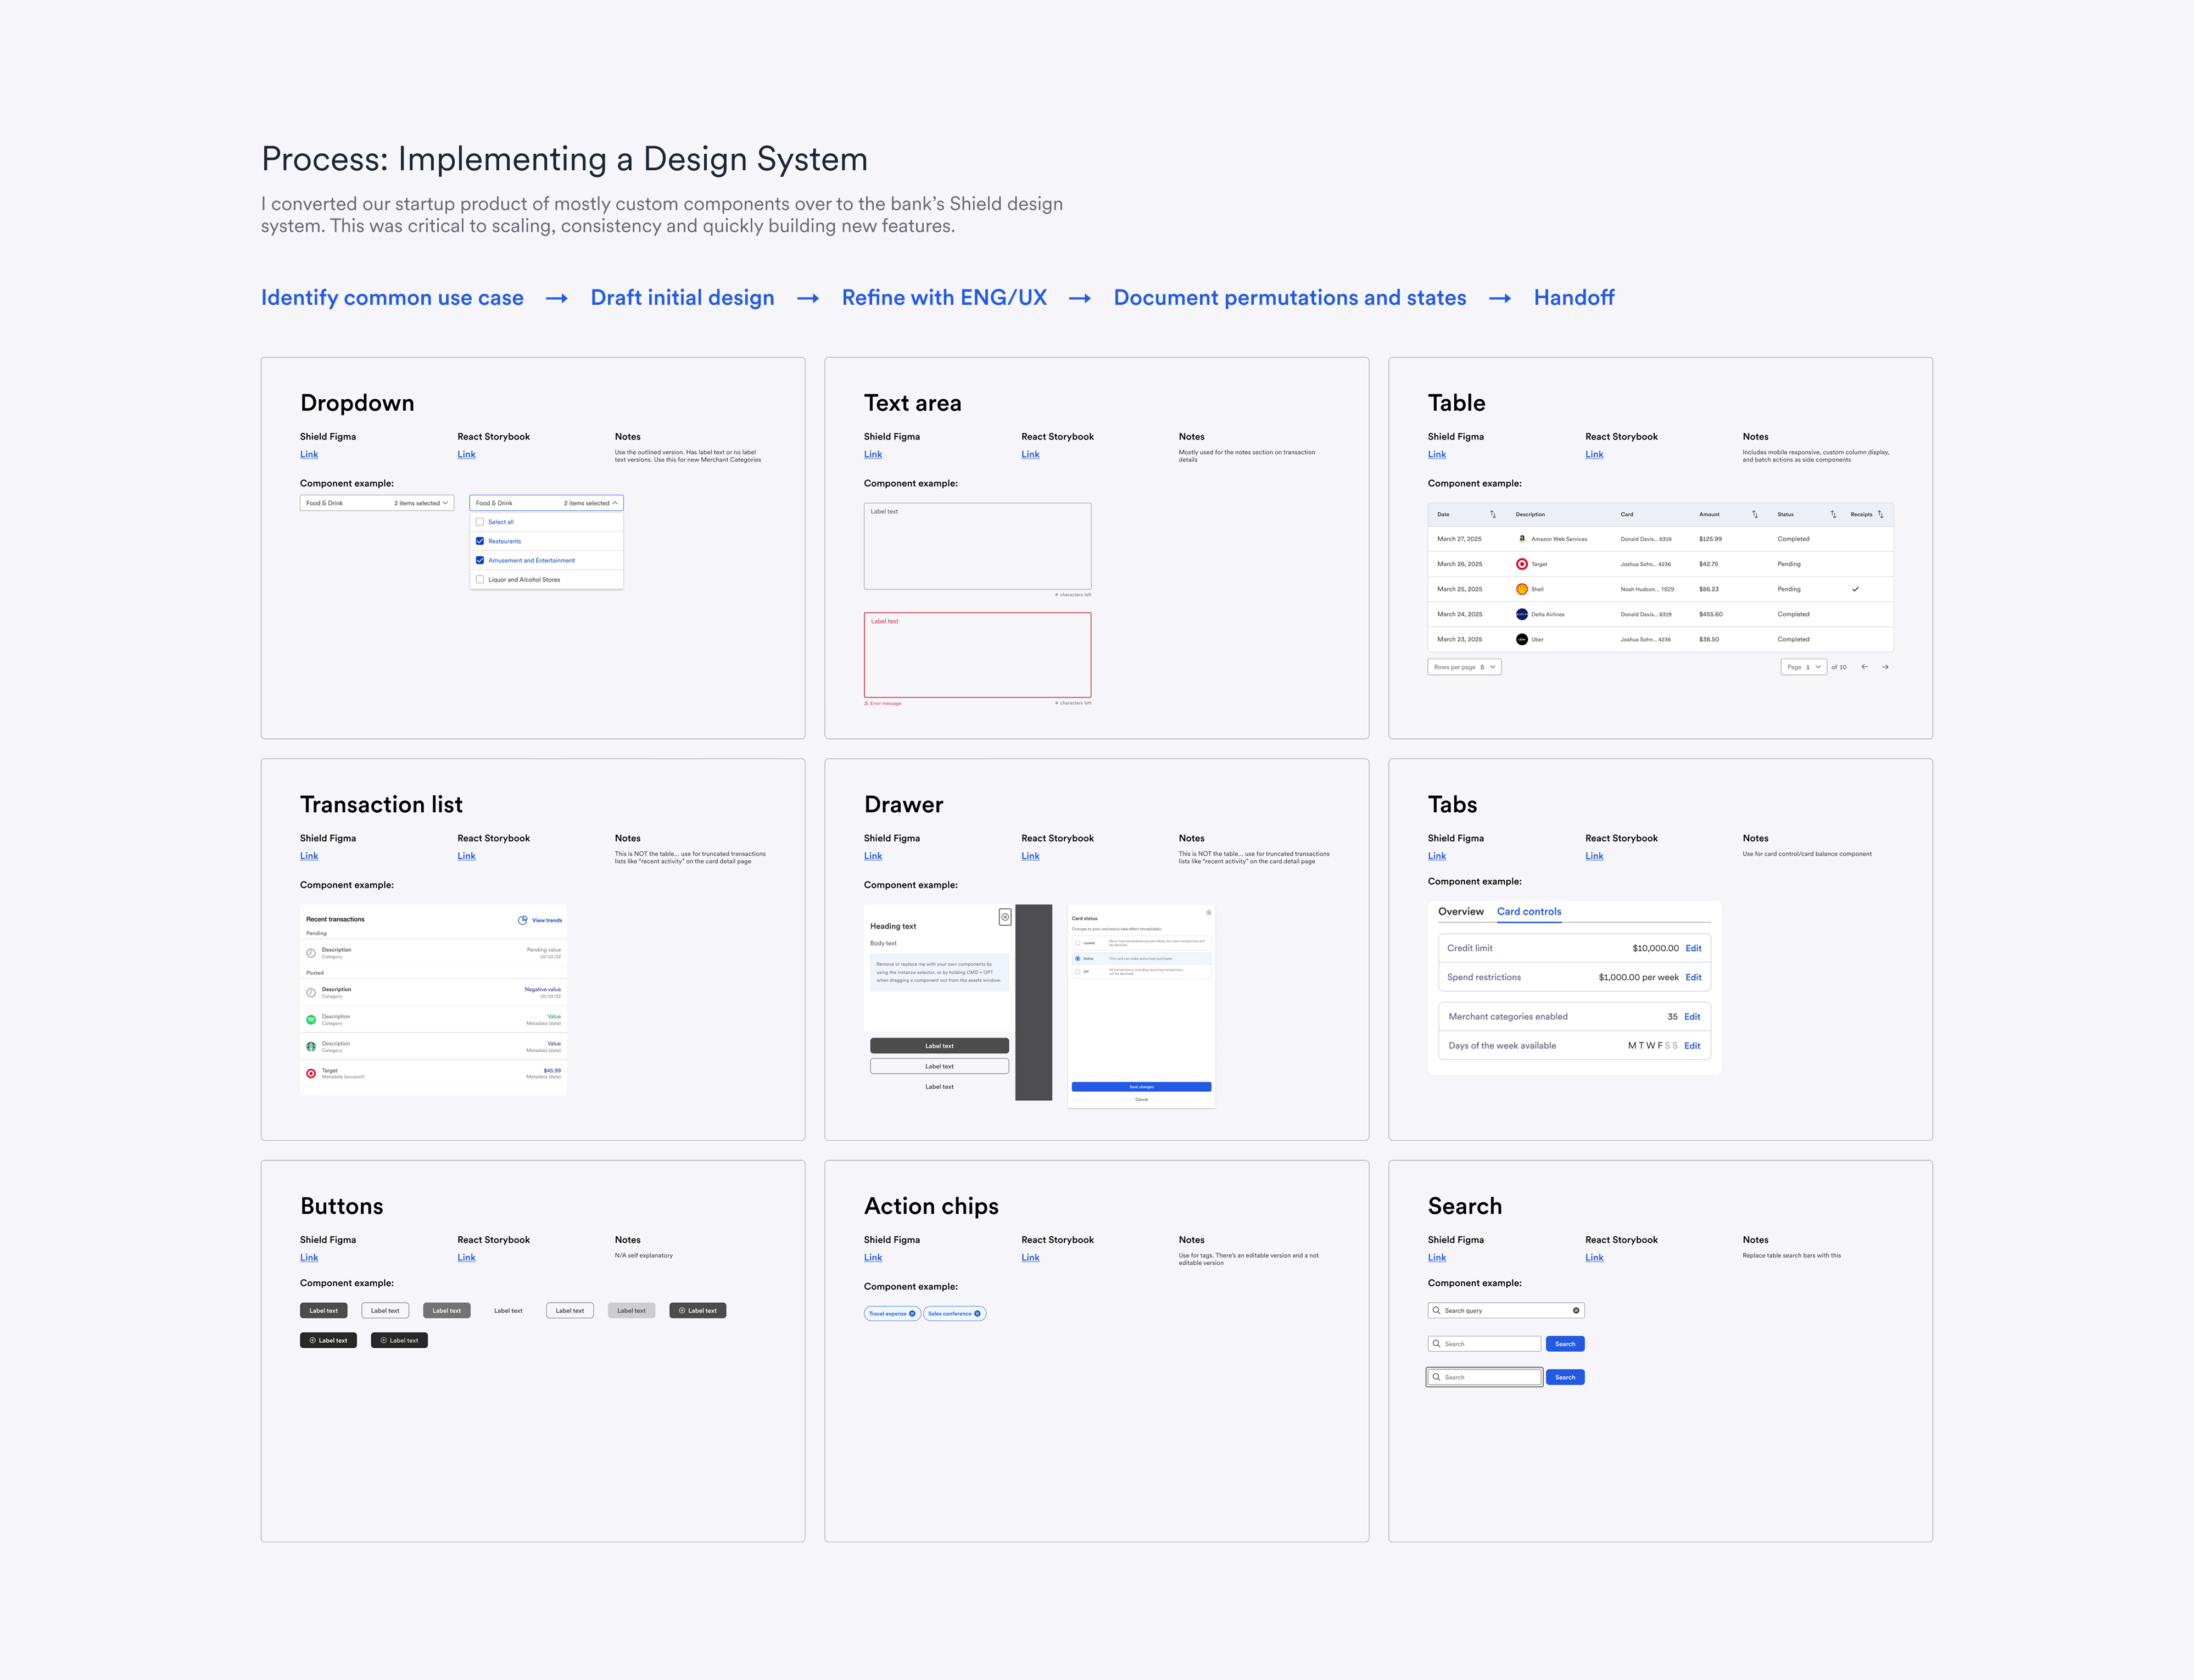 Process: Implementing a Design System
I converted our startup product of mostly custom components over to the bank’s Shield design
system. This was critical to scaling, consistency and quickly building new features.
Identify common use case → Draft initial design → Refine with ENG/UX → Document permutations and states → Handoff
Dropdown
Shield Figma
React Storybook
Notes
Link
Link
Use the outlined version. Has label text or no label
text versions. Use this for new Merchant Categories
Component example:
Food & Drink 2 items selected
Food & Drink 2 items selected
Select all
Restaurants
Amusement and Entertainment
Liquor and Alcohol Stores
Text area
Shield Figma
React Storybook
Notes
Link
Link
Mostly used for the notes section on transaction
details
Component example:
Label text
# characters left
Label text
Error message
# characters left
Table
Shield Figma
React Storybook
Notes
Link
Link
Includes mobile responsive, custom column display,
and batch actions as side components
Component example:
Date Description Card Amount Status Receipts
March 27, 2025 Amazon Web Services Donald Davis... 8319 $125.99 Completed
March 26, 2025 Target Joshua Sohn... 4236 $42.75 Pending
March 25, 2025 Shell Noah Hudson... 1029 $86.23 Pending
March 24, 2025 Delta Airlines Donald Davis... 8319 $455.60 Completed
March 23, 2025 Uber Joshua Sohn... 4236 $38.50 Completed
Rows per page 5
Page 1 of 10
Transaction list
Shield Figma
React Storybook
Notes
Link
Link
This is NOT the table... use for truncated transactions
lists like “recent activity” on the card detail page
Component example:
Recent transactions
View trends
Pending
Description Pending value
Category 10/10/22
Posted
Description Negative value
Category 10/10/22
Description Value
Category Metadata (date)
Description Value
Category Metadata (date)
Target $45.99
Metadata (account) Metadata (date)
Drawer
Shield Figma
React Storybook
Notes
Link
Link
This is NOT the table... use for truncated transactions
lists like “recent activity” on the card detail page
Component example:
Heading text
Body text
Remove or replace me with your own components by
using the instance selector, or by holding CMD + OPT
when dragging a component out from the assets window.
Label text
Label text
Label text
Card status
Changes to your card status take effect immediately.
Locked
Recurring transactions are permitted, but new transactions will
be declined.
Active
This card can make authorized purchases.
Off
All transactions, including recurring transactions,
will be declined.
Save changes
Cancel
Tabs
Shield Figma
React Storybook
Notes
Link
Link
Use for card control/card balance component
Component example:
Overview Card controls
Credit limit $10,000.00 Edit
Spend restrictions $1,000.00 per week Edit
Merchant categories enabled 35 Edit
Days of the week available M T W F S S Edit
Buttons
Shield Figma
React Storybook
Notes
Link
Link
N/A self explanatory
Component example:
Label text Label text Label text Label text Label text Label text Label text
Label text Label text
Action chips
Shield Figma
React Storybook
Notes
Link
Link
Use for tags. There’s an editable version and a not
editable version
Component example:
Travel expense Sales conference
Search
Shield Figma
React Storybook
Notes
Link
Link
Replace table search bars with this
Component example:
Search query
Search Search
Search Search